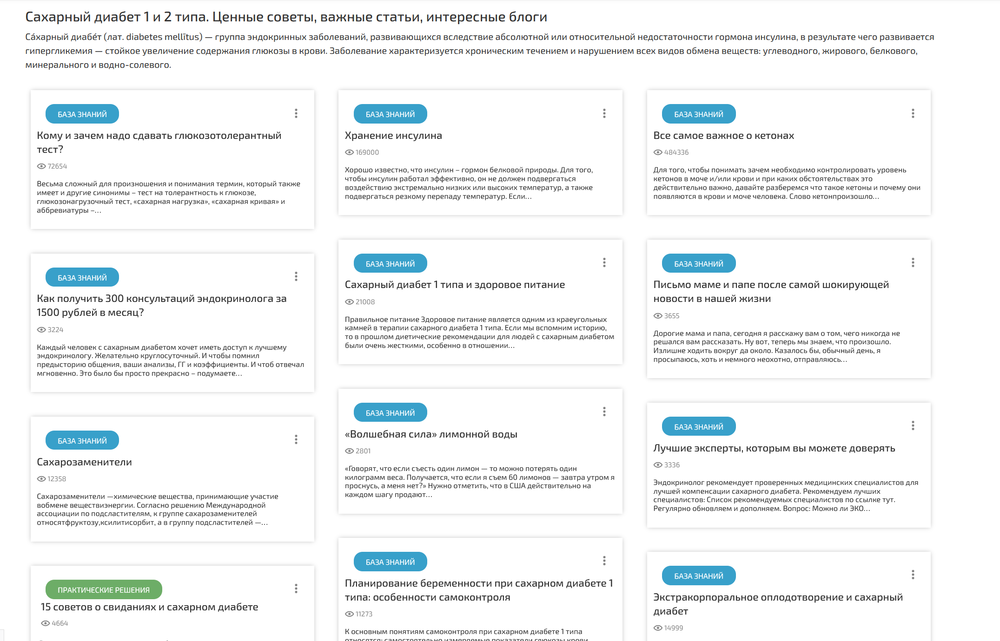 Сахарный диабет 1 и 2 типа. Ценные советы, важные статьи, интересные блоги
Са́харный диабе́т (лат. diabetes mellītus) — группа эндокринных заболеваний, развивающихся вследствие абсолютной или относительной недостаточности гормона инсулина, в результате чего развивается
гипергликемия — стойкое увеличение содержания глюкозы в крови. Заболевание характеризуется хроническим течением и нарушением всех видов обмена веществ: углеводного, жирового, белкового,
минерального и водно-солевого.
БАЗА ЗНАНИЙ
Кому и зачем надо сдавать глюкозотолерантный
тест?
72654
Весьма сложный для произношения и понимания термин, который также
имеет и другие синонимы – тест на толерантность к глюкозе,
глюкозонагрузочный тест, «сахарная нагрузка», «сахарная кривая» и
аббревиатуры –…
БАЗА ЗНАНИЙ
Как получить 300 консультаций эндокринолога за
1500 рублей в месяц?
3224
Каждый человек с сахарным диабетом хочет иметь доступ к лучшему
эндокринологу. Желательно круглосуточный. И чтобы помнил
предысторию общения, ваши анализы, ГГ и коэффициенты. И чтоб отвечал
мгновенно. Это было бы просто прекрасно – подумаете…
БАЗА ЗНАНИЙ
Сахарозаменители
12358
Сахарозаменители —химические вещества, принимающие участие
вобмене веществиэнергии. Согласно решению Международной
ассоциации по подсластителям, к группе сахарозаменителей
относятфруктозу,ксилитисорбит, а в группу подсластителей —…
ПРАКТИЧЕСКИЕ РЕШЕНИЯ
15 советов о свиданиях и сахарном диабете
4664
БАЗА ЗНАНИЙ
Хранение инсулина
169000
Хорошо известно, что инсулин – гормон белковой природы. Для того,
чтобы инсулин работал эффективно, он не должен подвергаться
воздействию экстремально низких или высоких температур, а также
подвергаться резкому перепаду температур. Если…
БАЗА ЗНАНИЙ
Сахарный диабет 1 типа и здоровое питание
21008
Правильное питание Здоровое питание является одним из краеугольных
камней в терапии сахарного диабета 1 типа. Если мы вспомним историю,
то в прошлом диетические рекомендации для людей с сахарным диабетом
были очень жесткими, особенно в отношении…
БАЗА ЗНАНИЙ
«Волшебная сила» лимонной воды
2801
«Говорят, что если съесть один лимон — то можно потерять один
килограмм веса. Получается, что если я съем 60 лимонов — завтра утром я
проснусь, а меня нет?» Нужно отметить, что в США действительно на
каждом шагу продают…
БАЗА ЗНАНИЙ
Планирование беременности при сахарном диабете 1
типа: особенности самоконтроля
11273
К основным понятиям самоконтроля при сахарном диабете 1 типа
относятся: самостоятельно измеряемые показатели глюкозы крови
БАЗА ЗНАНИЙ
Все самое важное о кетонах
484336
Для того, чтобы понимать зачем необходимо контролировать уровень
кетонов в моче и/или крови и при каких обстоятельствах это
действительно важно, давайте разберемся что такое кетоны и почему они
появляются в крови и моче человека. Слово кетонпроизошло…
БАЗА ЗНАНИЙ
Письмо маме и папе после самой шокирующей
новости в нашей жизни
3655
Дорогие мама и папа, сегодня я расскажу вам о том, чего никогда не
решался вам рассказать. Ну вот, теперь мы знаем, что произошло.
Излишне ходить вокруг да около. Казалось бы, обычный день, я
просыпаюсь, хоть и немного неохотно, отправляюсь…
БАЗА ЗНАНИЙ
Лучшие эксперты, которым вы можете доверять
3336
Эндокринолог рекомендует проверенных медицинских специалистов для
лучшей компенсации сахарного диабета. Рекомендуем лучших
специалистов: Список рекомендуемых специалистов по ссылке тут.
Регулярно обновляем и дополняем. Вопрос: Можно ли ЭКО…
БАЗА ЗНАНИЙ
Экстракорпоральное оплодотворение и сахарный
диабет
14999